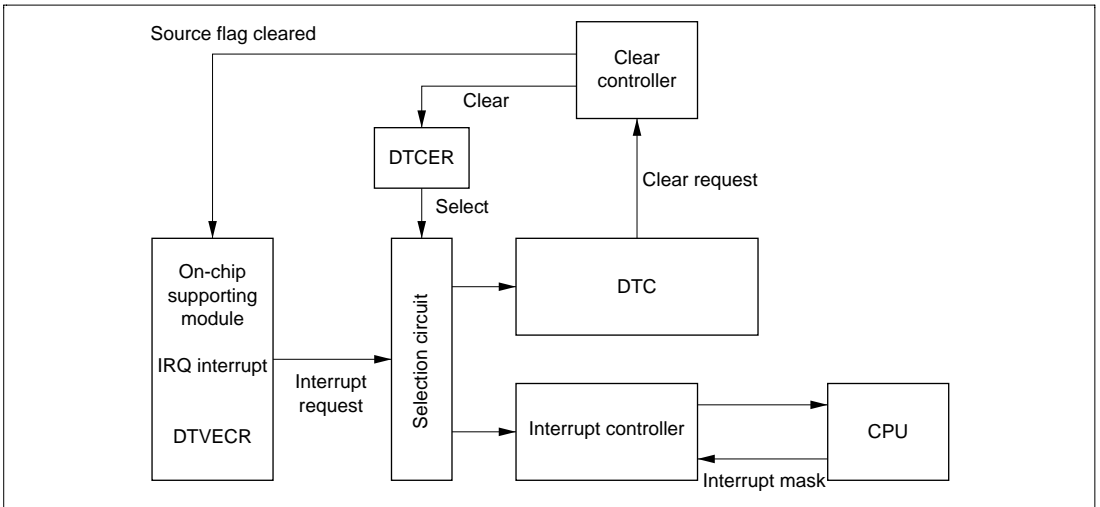 Source flag cleared
Clear
controller
Clear
DTCER
Clear request
Select
On-chip
supporting
module
DTC
Selection circuit
IRQ interrupt
Interrupt
request
DTVECR
Interrupt controller
CPU
Interrupt mask